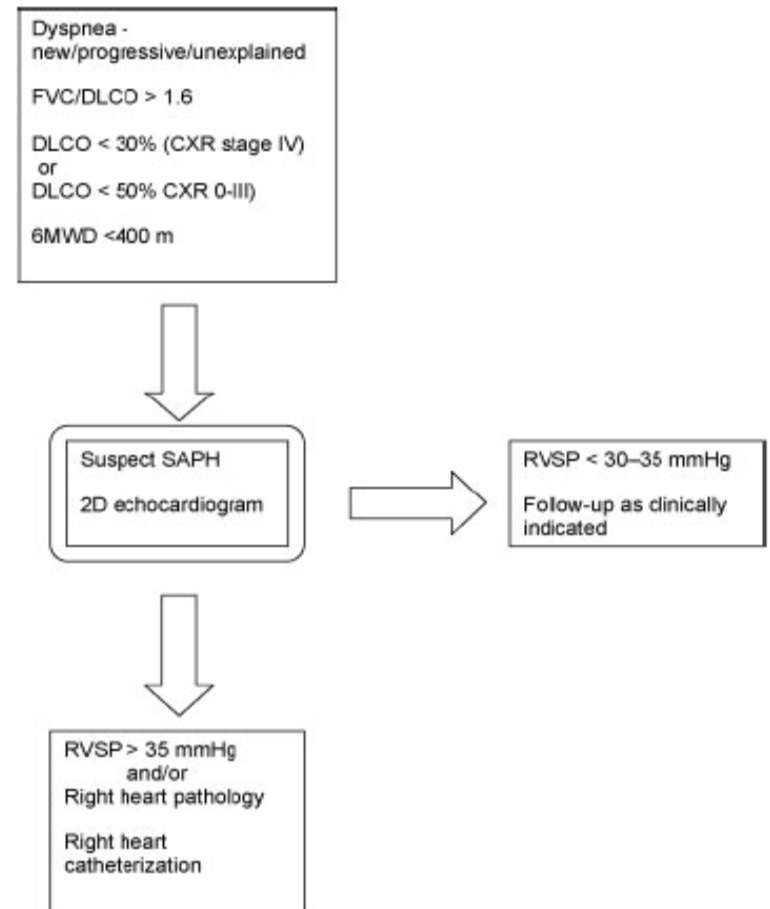 Dyspnea -
new/progressive/unexplained
FVC/DLCO > 1.6
DLCO < 30% (CXR stage IV)
or
DLCO < 50% CXR 0-III)
6MWD <400 m
Suspect SAPH
2D echocardiogram
RVSP < 30–35 mmHg
Follow-up as clinically
indicated
RVSP > 35 mmHg
and/or
Right heart pathology
Right heart
catheterization